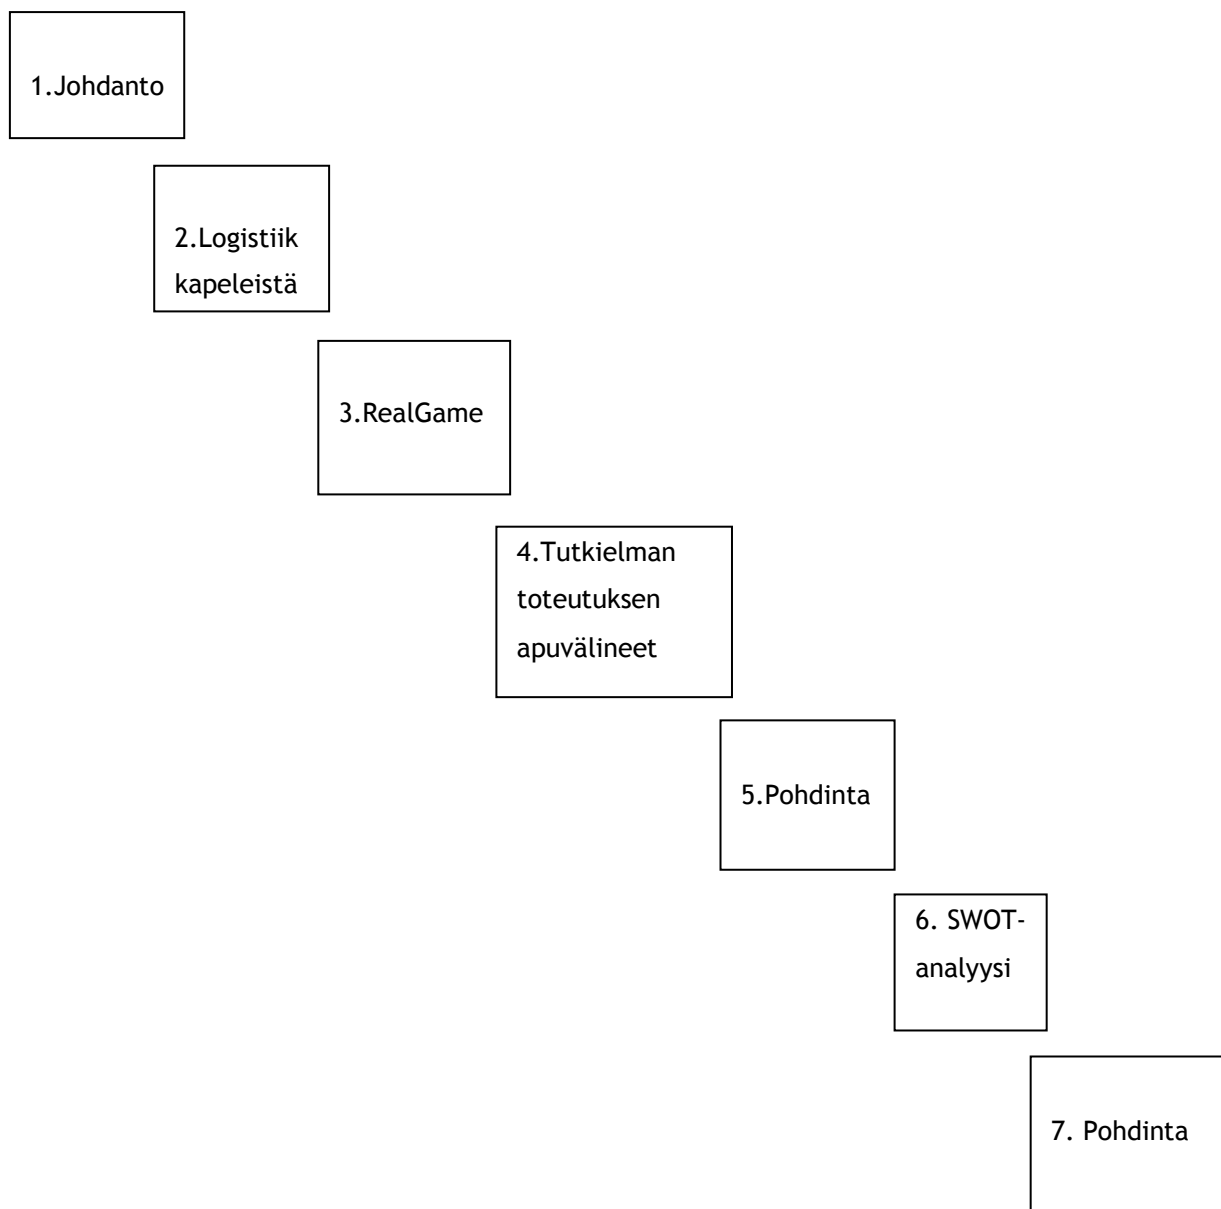 1.Johdanto
2.Logistiik
kapeleistä
3.RealGame
4.Tutkielman
toteutuksen
apuvälineet
5.Pohdinta
6. SWOT-
analyysi
7. Pohdinta